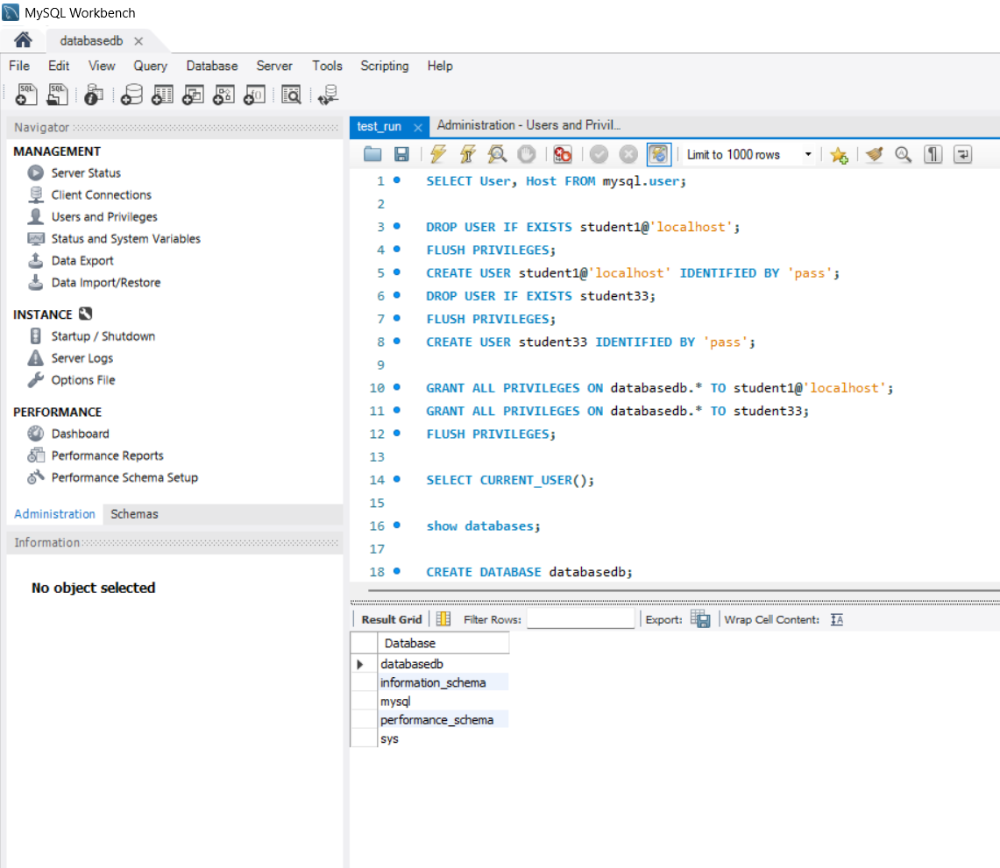 MySQL Workbench
databasedb
File Edit View Query Database Server Tools Scripting Help
SQL SQL
Navigator
MANAGEMENT
Server Status
Client Connections
Users and Privileges
Status and System Variables
Data Export
Data Import/Restore
INSTANCE
Startup / Shutdown
Server Logs
Options File
PERFORMANCE
Dashboard
Performance Reports
Performance Schema Setup
Administration Schemas
Information
No object selected
test_run Administration - Users and Privil...
Limit to 1000 rows
1 SELECT User, Host FROM mysql.user;
2
3 DROP USER IF EXISTS student1@'localhost';
4 FLUSH PRIVILEGES;
5 CREATE USER student1@'localhost' IDENTIFIED BY 'pass';
6 DROP USER IF EXISTS student33;
7 FLUSH PRIVILEGES;
8 CREATE USER student33 IDENTIFIED BY 'pass';
9
10 GRANT ALL PRIVILEGES ON databasedb.* TO student1@'localhost';
11 GRANT ALL PRIVILEGES ON databasedb.* TO student33;
12 FLUSH PRIVILEGES;
13
14 SELECT CURRENT_USER();
15
16 show databases;
17
18 CREATE DATABASE databasedb;
Result Grid Filter Rows: Export: Wrap Cell Content:
Database
databasedb
information_schema
mysql
performance_schema
sys